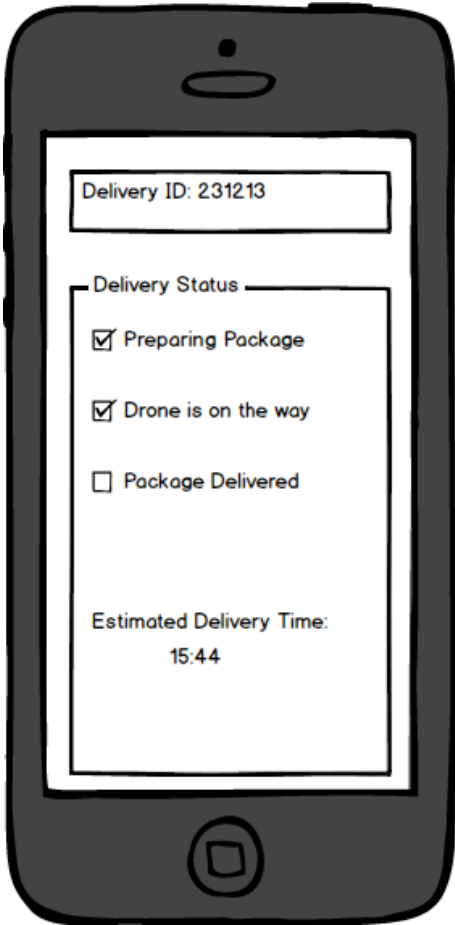 Delivery ID: 231213
Delivery Status
Preparing Package
Drone is on the way
Package Delivered
Estimated Delivery Time:
15:44